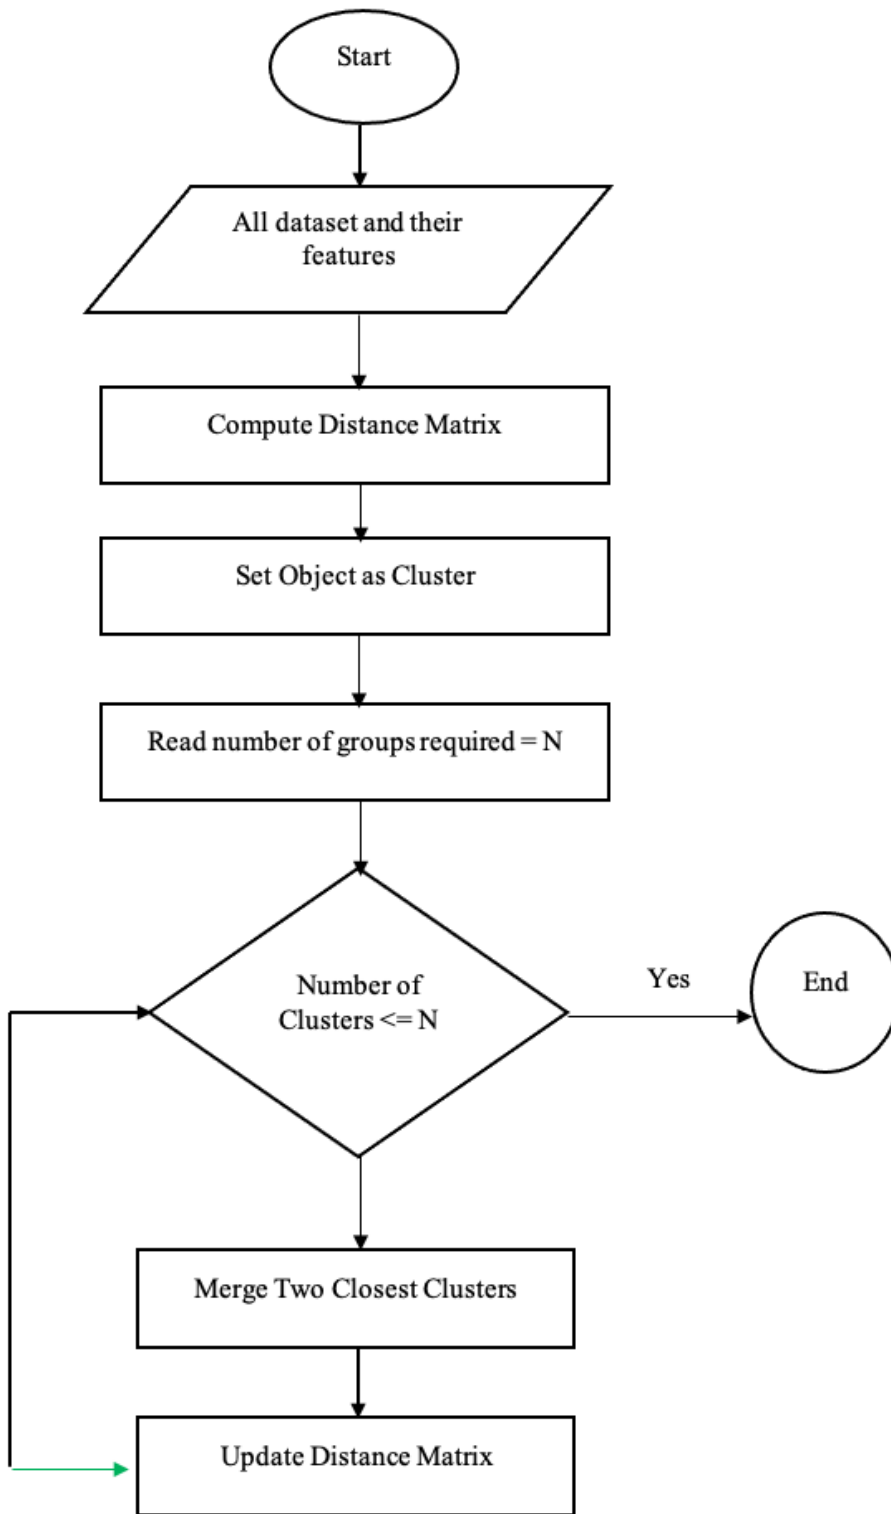 Start
All dataset and their
features
Compute Distance Matrix
Set Object as Cluster
Read number of groups required = N
Number of
Clusters <= N
Yes
End
Merge Two Closest Clusters
Update Distance Matrix